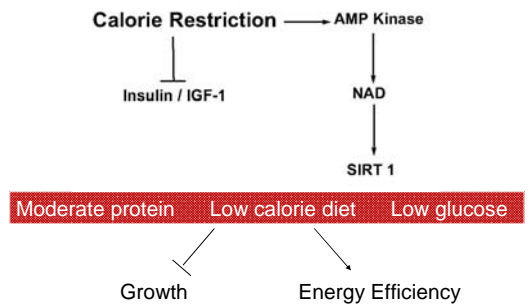 Calorie Restriction AMP Kinase
Insulin / IGF-1 NAD
SIRT 1
Moderate protein Low calorie diet Low glucose
Growth Energy Efficiency